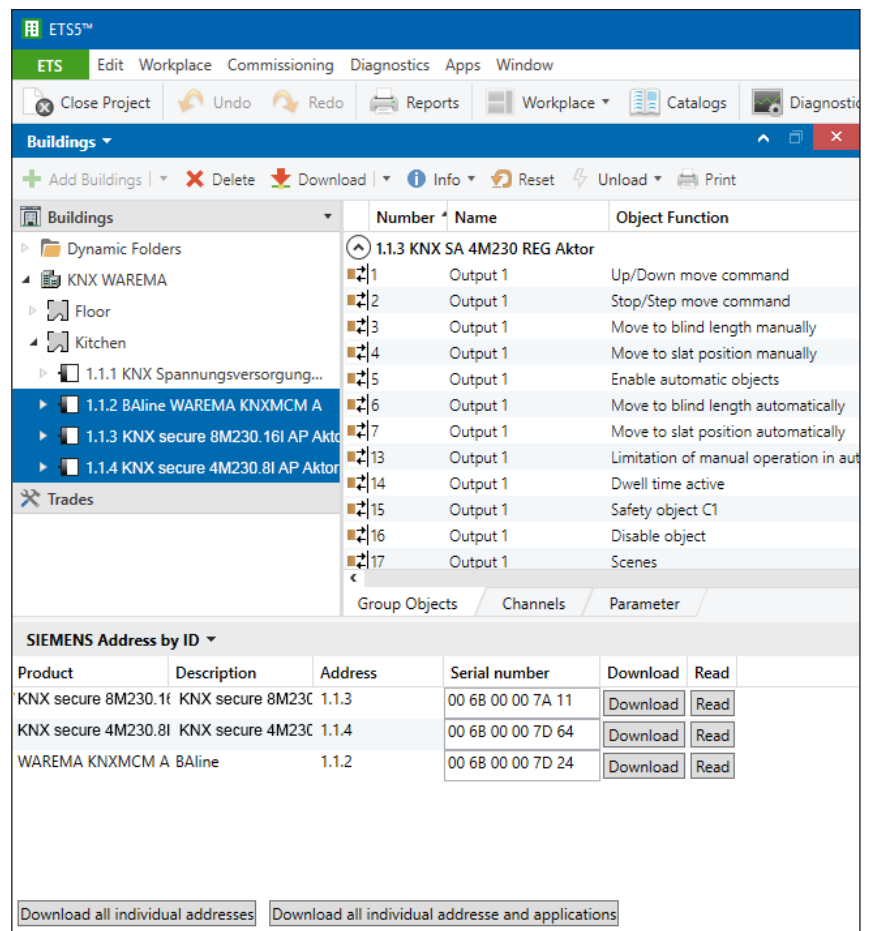 ETS5™
ETS Edit Workplace Commissioning Diagnostics Apps Window
Close Project Undo Redo Reports Workplace Catalogs Diagnostic
Buildings
Add Buildings Delete Download Info Reset Unload Print
Buildings Number Name Object Function
Dynamic Folders 1.1.3 KNX SA 4M230 REG Aktor
KNX WAREMA 1 Output 1 Up/Down move command
2 Output 1 Stop/Step move command
Floor 3 Output 1 Move to blind length manually
Kitchen 4 Output 1 Move to slat position manually
1.1.1 KNX Spannungsversorgung... 5 Output 1 Enable automatic objects
1.1.2 BAline WAREMA KNXMCM A 6 Output 1 Move to blind length automatically
1.1.3 KNX secure 8M230.16I AP Akto 7 Output 1 Move to slat position automatically
13 Output 1 Limitation of manual operation in aut
1.1.4 KNX secure 4M230.8I AP Aktor 14 Output 1 Dwell time active
Trades 15 Output 1 Safety object C1
16 Output 1 Disable object
17 Output 1 Scenes
Group Objects Channels Parameter
SIEMENS Address by ID
Product Description Address Serial number Download Read
KNX secure 8M230.16 KNX secure 8M230 1.1.3 00 6B 00 00 7A 11 Download Read
KNX secure 4M230.8I KNX secure 4M230 1.1.4 00 6B 00 00 7D 64 Download Read
WAREMA KNXMCM A BAline 1.1.2 00 6B 00 00 7D 24 Download Read
Download all individual addresses Download all individual addresse and applications